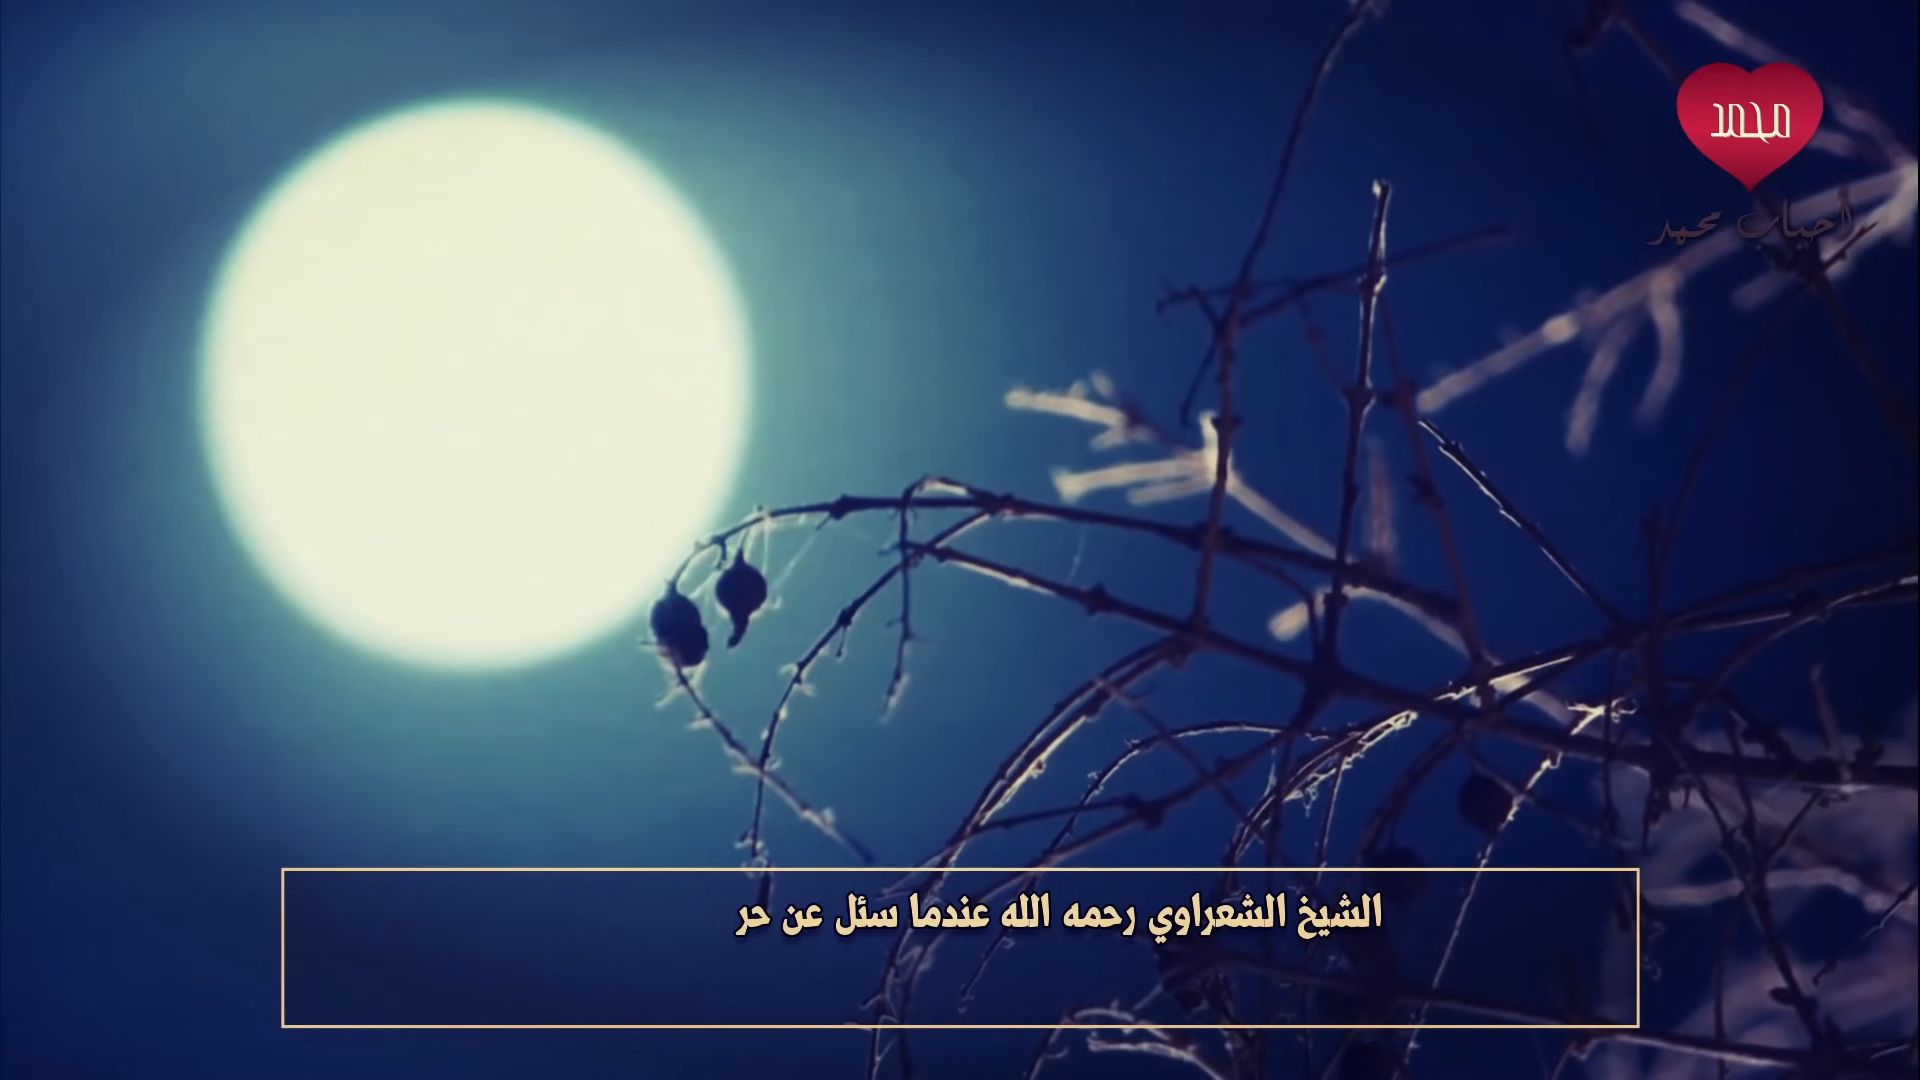 محمد
احباب محمد
الشيخ الشعراوي رحمه الله عندما سئل عن حر